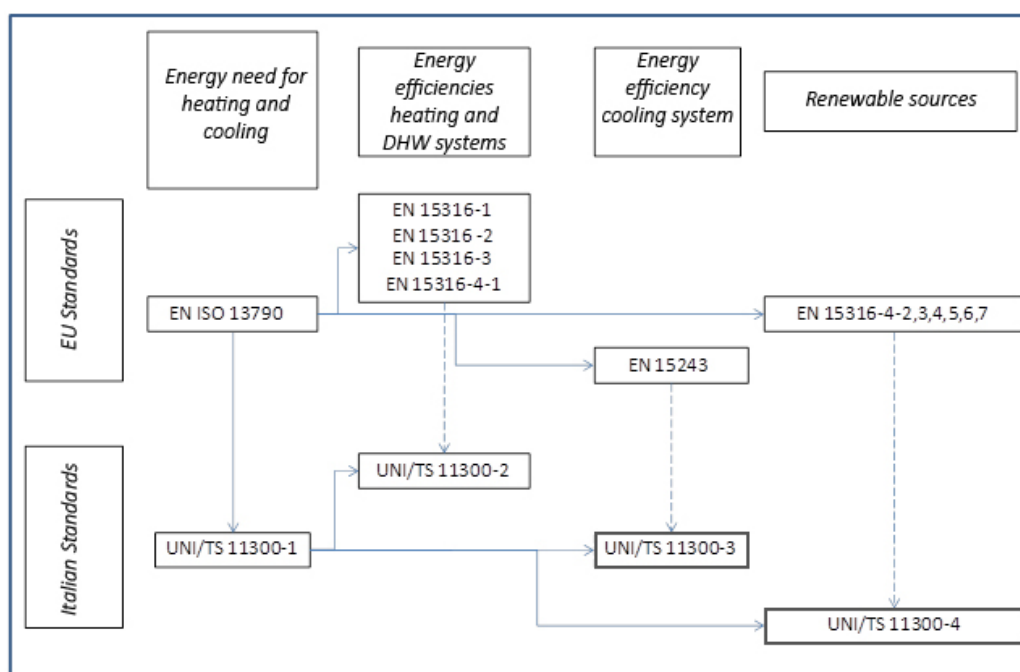 Energy need for
heating and
cooling
Energy
efficiencies
heating and
DHW systems
Energy
efficiency
cooling system
Renewable sources
EU Standards
EN 15316-1
EN 15316 -2
EN 15316-3
EN 15316-4-1
EN ISO 13790
EN 15316-4-2,3,4,5,6,7
EN 15243
Italian Standards
UNI/TS 11300-2
UNI/TS 11300-1
UNI/TS 11300-3
UNI/TS 11300-4